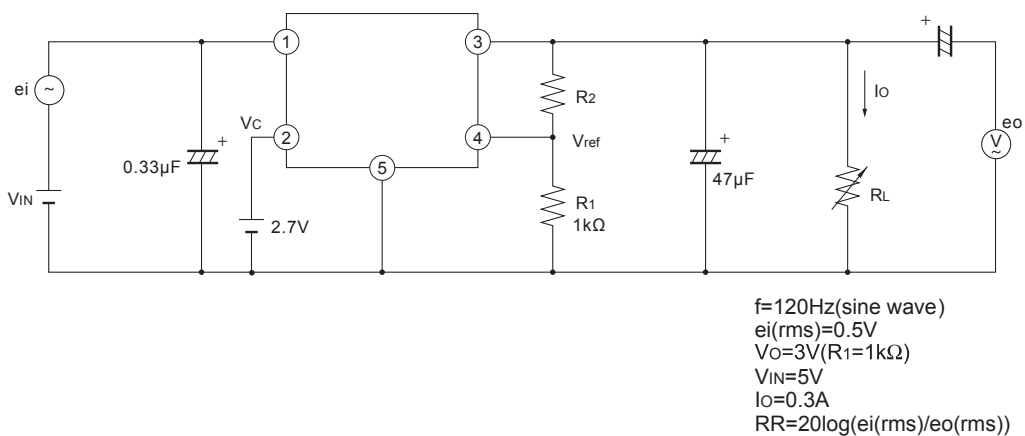 +
1
3
ei
~
+
R2
IO
VC
2
4
Vref
+
eo
V
~
0.33μF
5
47μF
VIN
R1
RL
2.7V
1kΩ
f=120Hz(sine wave)
ei(rms)=0.5V
VO=3V(R1=1kΩ)
VIN=5V
IO=0.3A
RR=20log(ei(rms)/eo(rms))